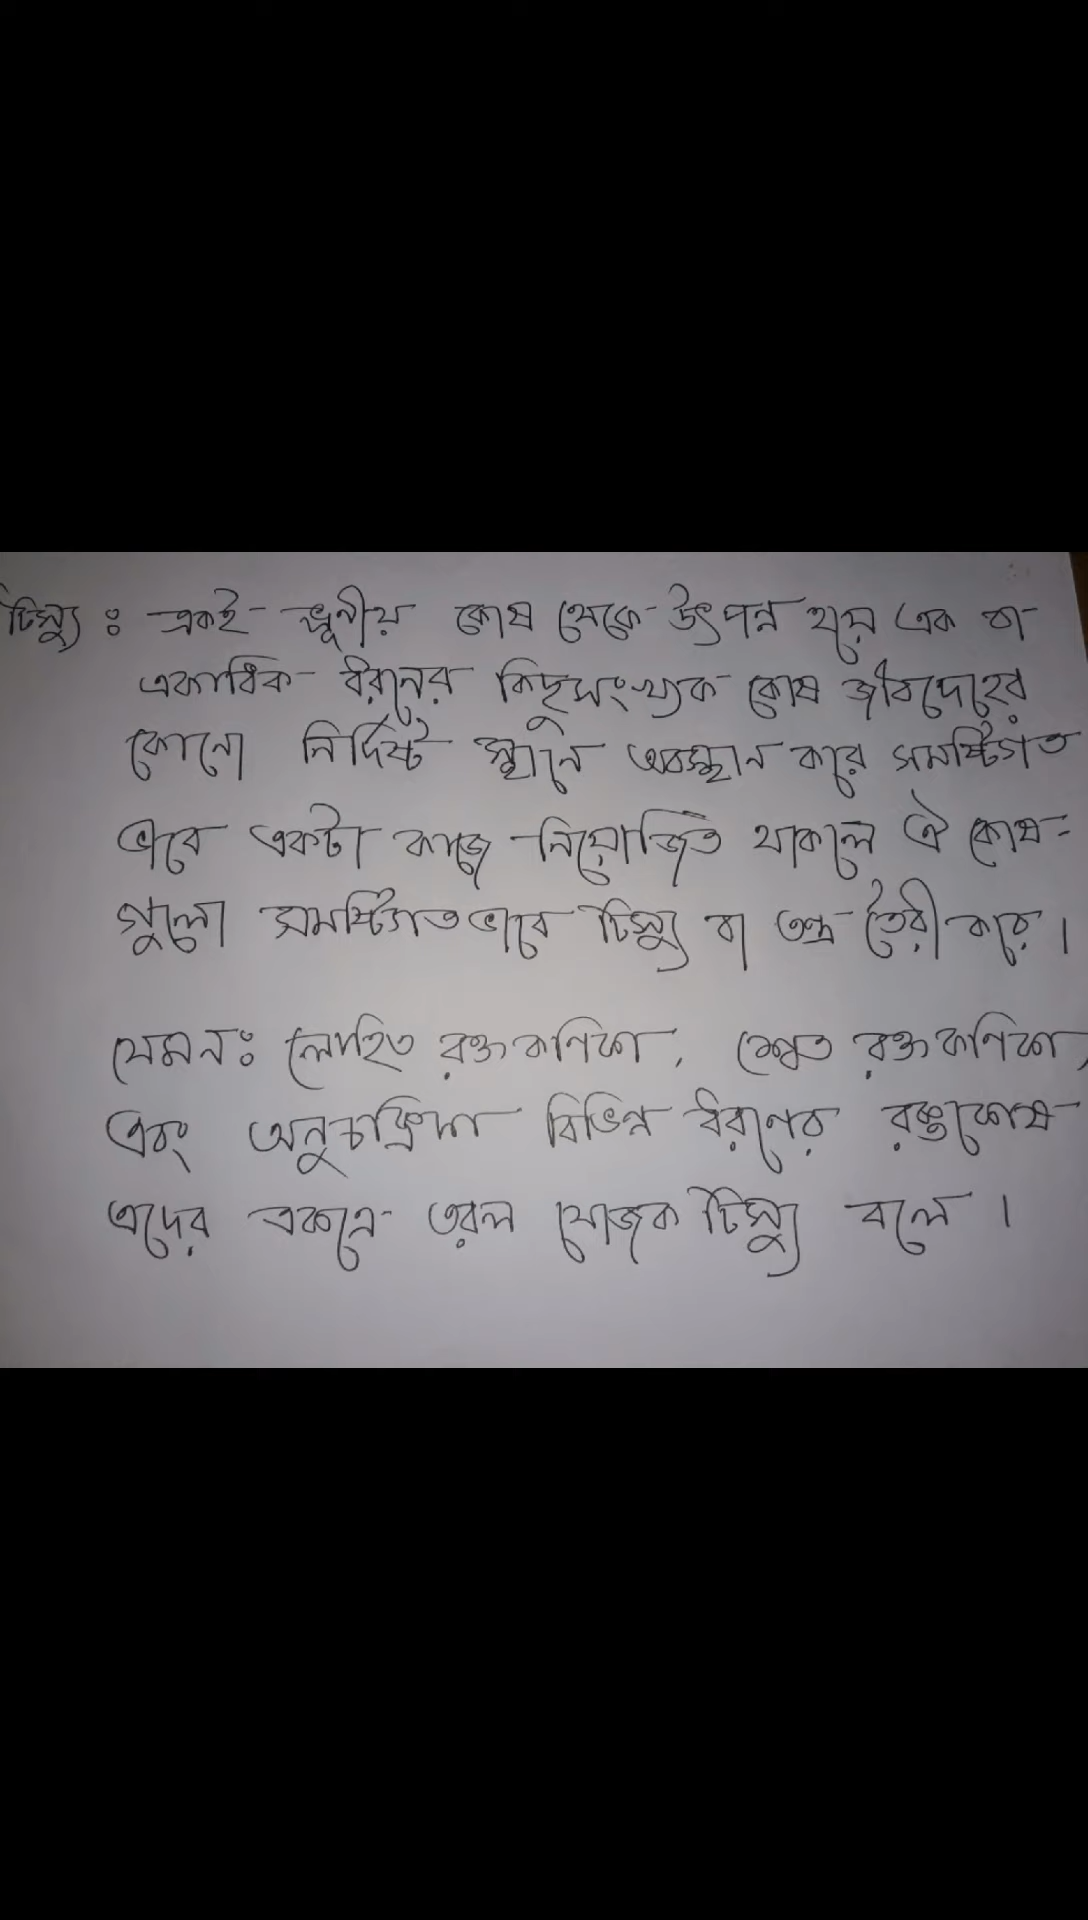 টিস্যু ঃ একই ভ্রূণীয় কোষ থেকে উৎপন্ন হয়ে এক বা
একাধিক ধরনের কিছুসংখ্যক কোষ জীবদেহের
কোনো নির্দিষ্ট স্থানে অবস্থান করে সমষ্টিগত
ভাবে একটা কাজে নিয়োজিত থাকলে ঐ কোষ-
গুলো সমষ্টিগতভাবে টিস্যু বা তন্ত্র তৈরী করে।
যেমনঃ লোহিত রক্তকণিকা, শ্বেত রক্তকণিকা,
এবং অনুচক্রিকা বিভিন্ন ধরণের রক্তকোষ
এদের একত্রে তরল যোজক টিস্যু বলে।